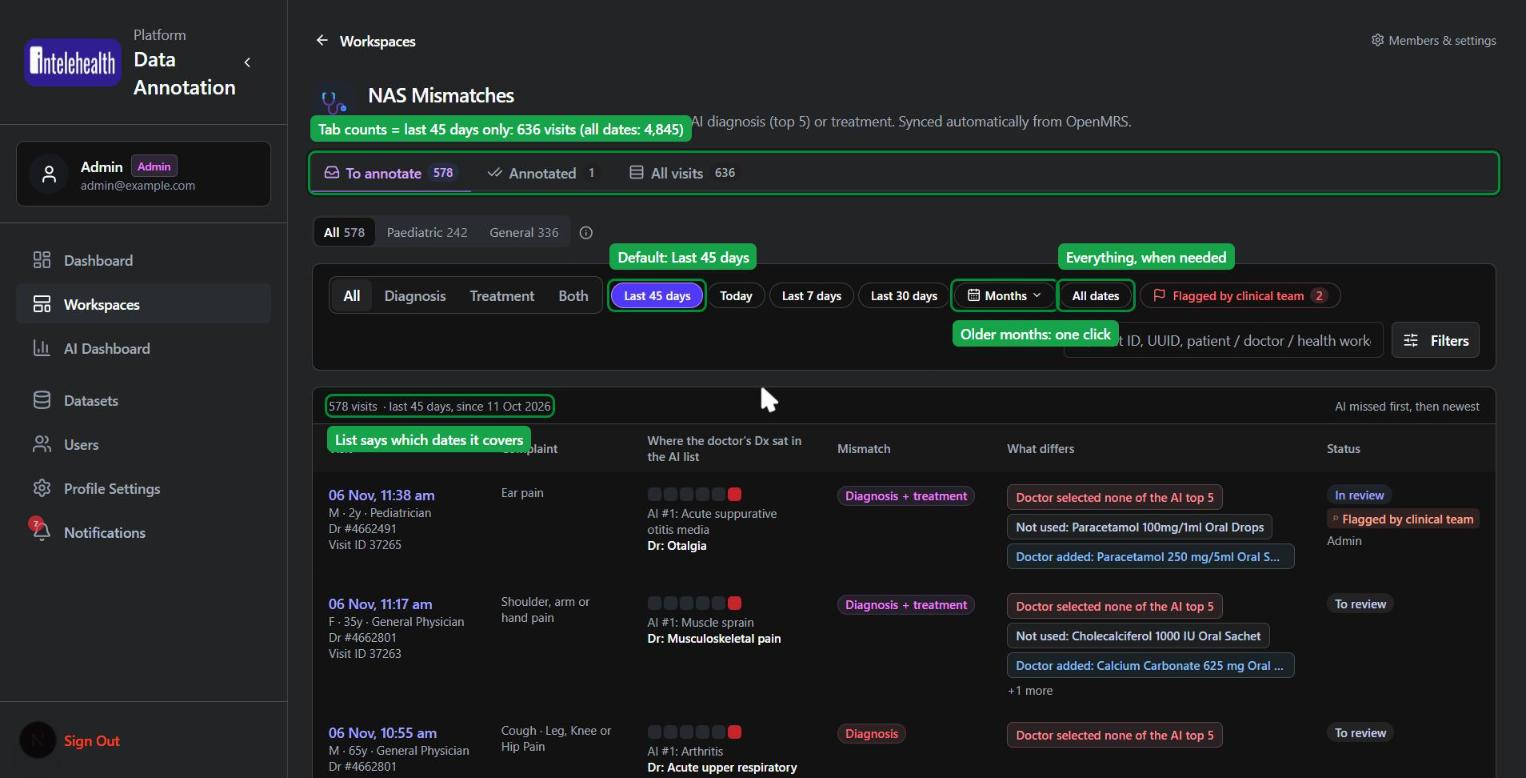 intelehealth
Platform
Data
Annotation
Admin Admin
admin@example.com
Dashboard
Workspaces
AI Dashboard
Datasets
Users
Profile Settings
7
Notifications
Sign Out
Workspaces
Members & settings
NAS Mismatches
Tab counts = last 45 days only: 636 visits (all dates: 4,845)
AI diagnosis (top 5) or treatment. Synced automatically from OpenMRS.
To annotate 578 Annotated 1 All visits 636
All 578 Paediatric 242 General 336
Default: Last 45 days
Everything, when needed
All Diagnosis Treatment Both Last 45 days Today Last 7 days Last 30 days Months All dates Flagged by clinical team 2
Older months: one click
t ID, UUID, patient / doctor / health work
Filters
578 visits · last 45 days, since 11 Oct 2026
AI missed first, then newest
List says which dates it covers
Where the doctor's Dx sat in
the AI list
Mismatch
What differs
Status
06 Nov, 11:38 am
M · 2y · Pediatrician
Dr #4662491
Visit ID 37265
Ear pain
AI #1: Acute suppurative
otitis media
Dr: Otalgia
Diagnosis + treatment
Doctor selected none of the AI top 5
Not used: Paracetamol 100mg/1ml Oral Drops
Doctor added: Paracetamol 250 mg/5ml Oral S...
In review
Flagged by clinical team
Admin
06 Nov, 11:17 am
F · 35y · General Physician
Dr #4662801
Visit ID 37263
Shoulder, arm or
hand pain
AI #1: Muscle sprain
Dr: Musculoskeletal pain
Diagnosis + treatment
Doctor selected none of the AI top 5
Not used: Cholecalciferol 1000 IU Oral Sachet
Doctor added: Calcium Carbonate 625 mg Oral ...
+1 more
To review
06 Nov, 10:55 am
M · 65y · General Physician
Dr #4662801
Cough · Leg, Knee or
Hip Pain
AI #1: Arthritis
Dr: Acute upper respiratory
Diagnosis
Doctor selected none of the AI top 5
To review